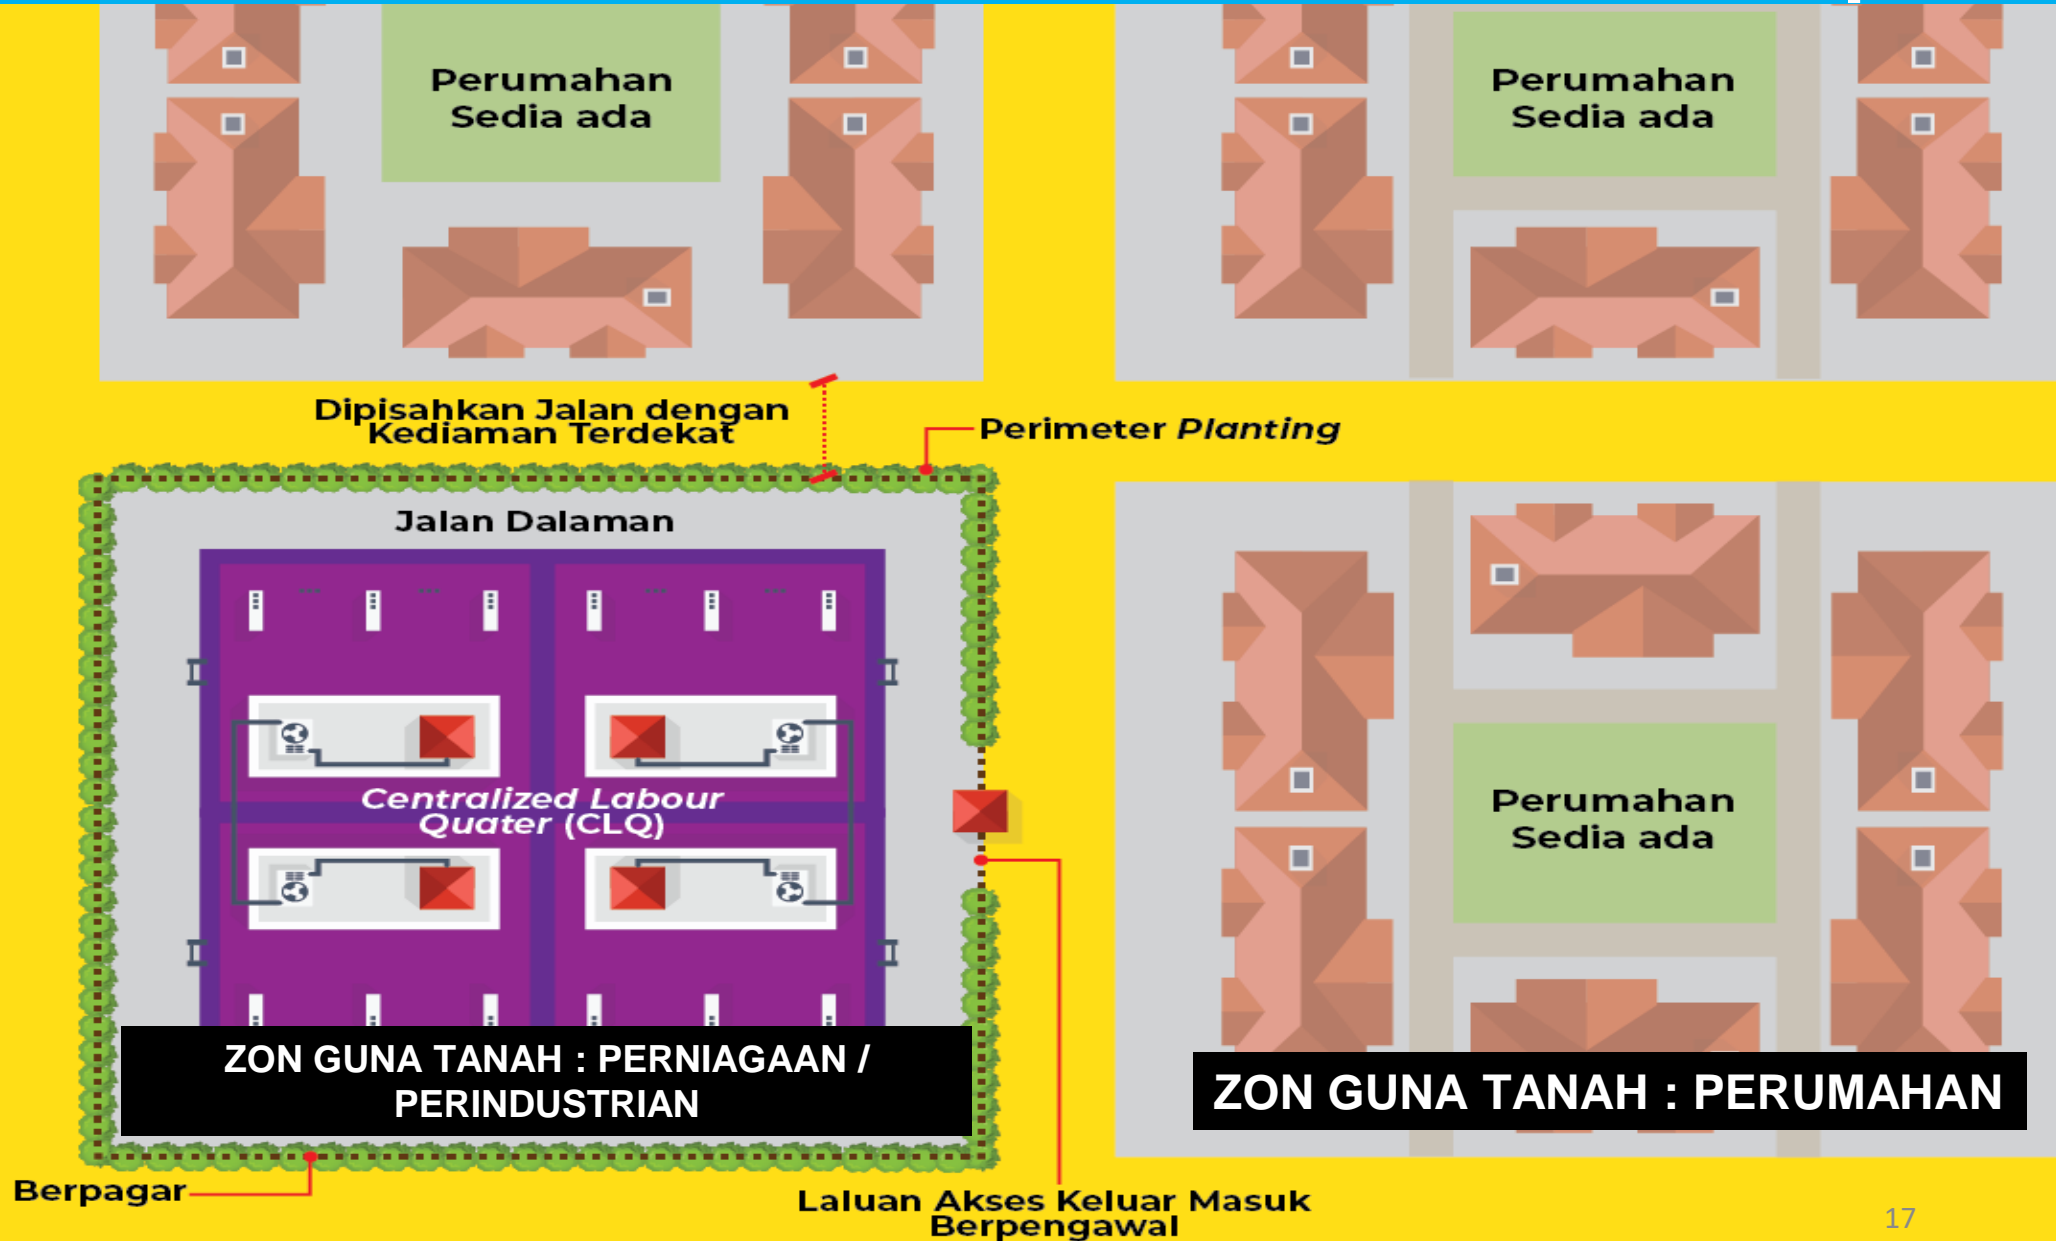 Perumahan
Sedia ada
Perumahan
Sedia ada
Dipisahkan Jalan dengan
Kediaman Terdekat
Perimeter Planting
Jalan Dalaman
Centralized Labour
Quater (CLQ)
Perumahan
Sedia ada
ZON GUNA TANAH : PERNIAGAAN /
PERINDUSTRIAN
ZON GUNA TANAH : PERUMAHAN
Berpagar
Laluan Akses Keluar Masuk
Berpengawal
17